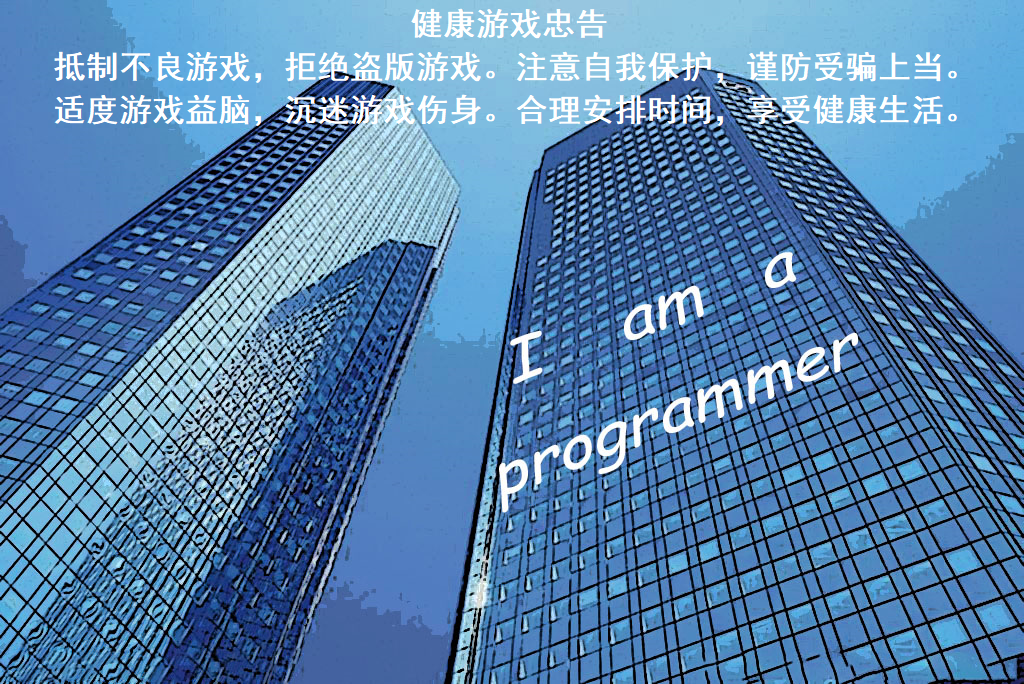 健康游戏忠告
抵制不良游戏，拒绝盗版游戏。注意自我保护，谨防受骗上当。
适度游戏益脑，沉迷游戏伤身。合理安排时间，享受健康生活。
I am a
programmer